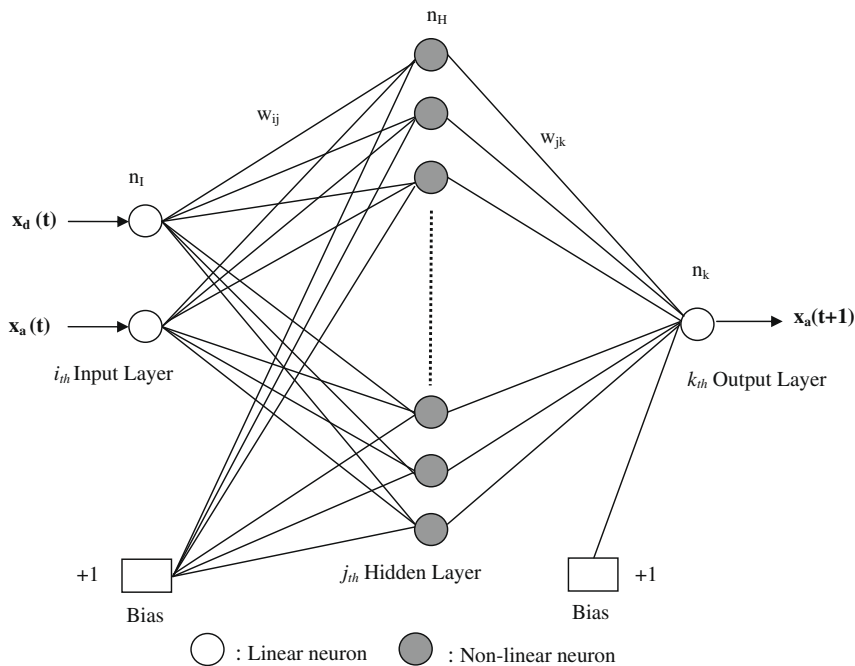 n_H
w_ij
w_jk
n_I
x_d (t)
n_k
x_a (t)
x_a(t+1)
i_th Input Layer
k_th Output Layer
+1
j_th Hidden Layer
+1
Bias
Bias
: Linear neuron
: Non-linear neuron